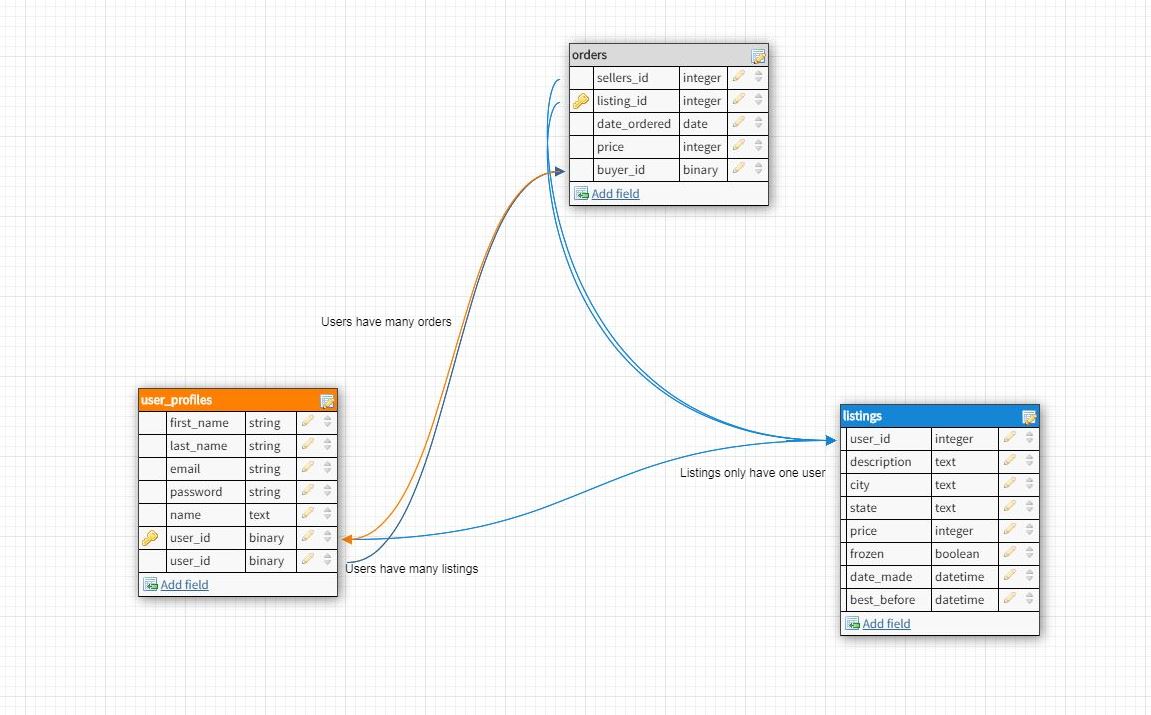 orders
sellers_id integer
listing_id integer
date_ordered date
price integer
buyer_id binary
Add field
Users have many orders
user_profiles
first_name string
last_name string
email string
password string
name text
user_id binary
user_id binary
Add field
Users have many listings
Listings only have one user
listings
user_id integer
description text
city text
state text
price integer
frozen boolean
date_made datetime
best_before datetime
Add field